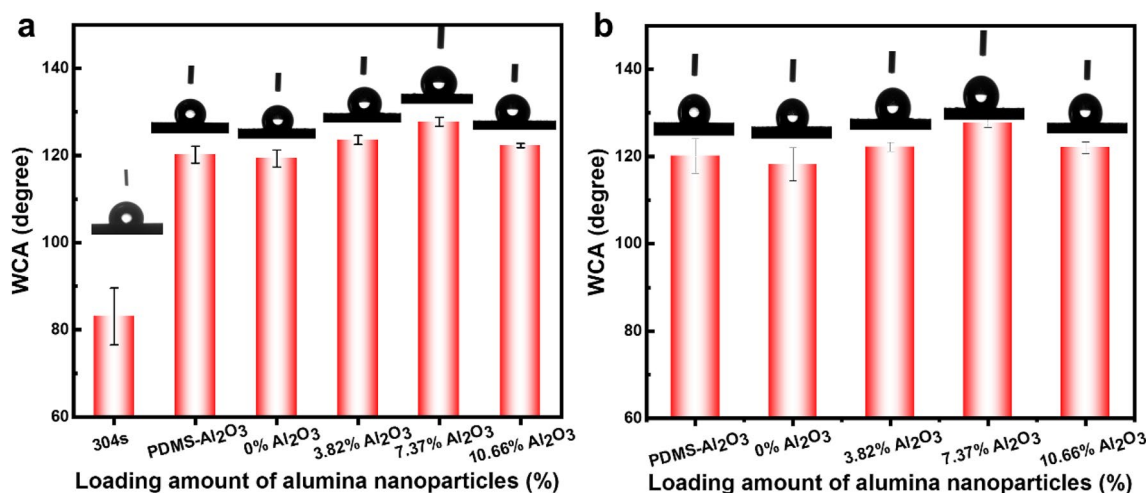 a
WCA (degree)
140
120
100
80
60
304s
PDMS-Al2O3
0% Al2O3
3.82% Al2O3
7.37% Al2O3
10.66% Al2O3
Loading amount of alumina nanoparticles (%)
b
WCA (degree)
140
120
100
80
60
PDMS-Al2O3
0% Al2O3
3.82% Al2O3
7.37% Al2O3
10.66% Al2O3
Loading amount of alumina nanoparticles (%)